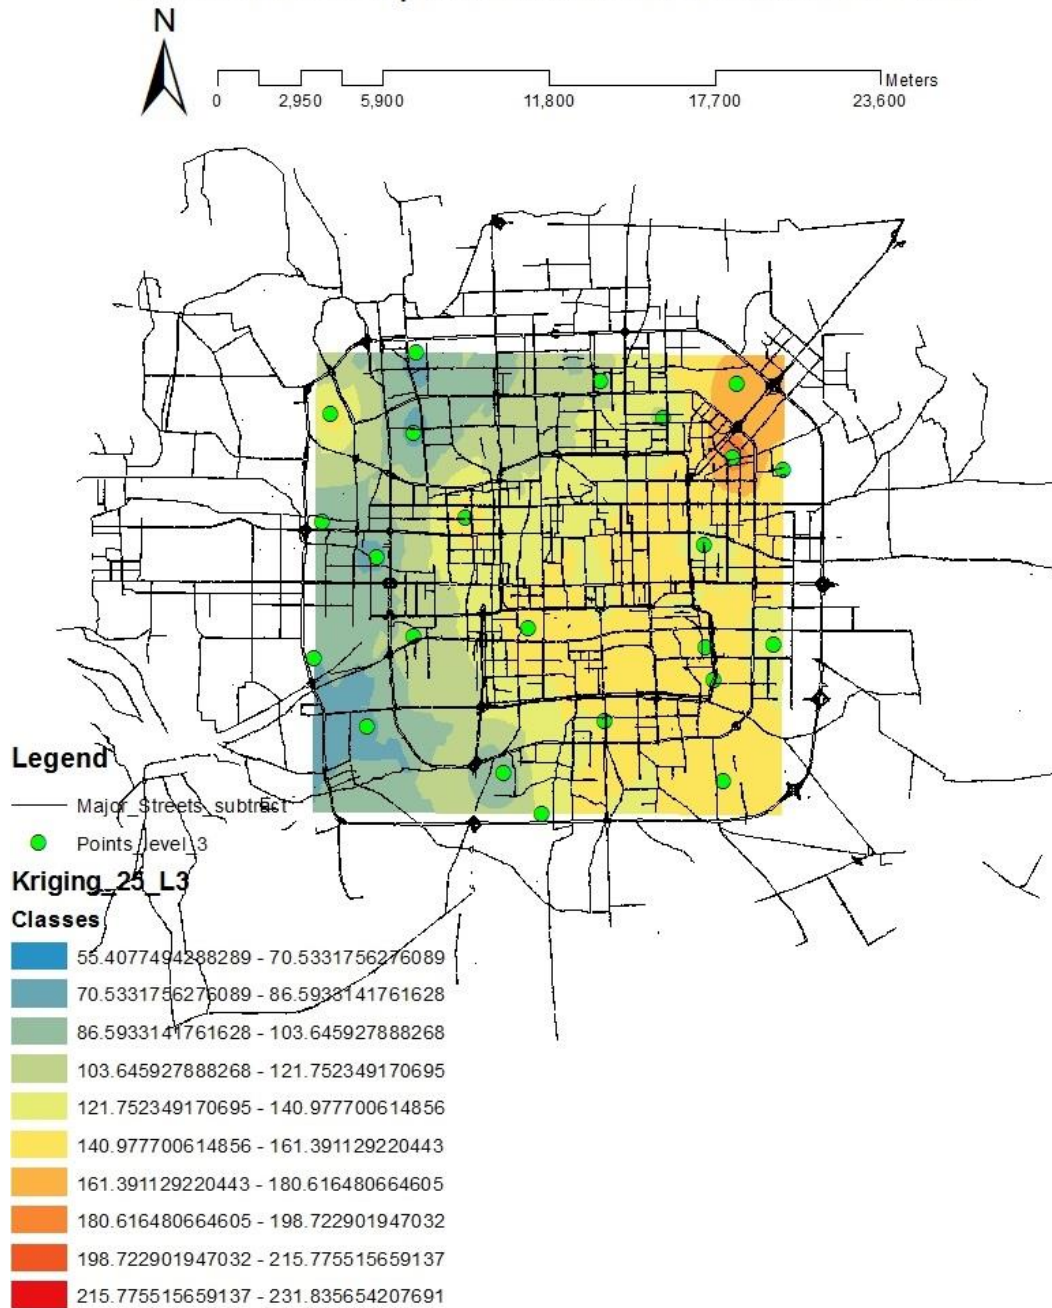 N
Meters
0 2,950 5,900 11,800 17,700 23,600
Legend
Major_Streets_subtract
Points_level_3
Kriging_25_L3
Classes
55.4077494288289 - 70.5331756276089
70.5331756276089 - 86.5933141761628
86.5933141761628 - 103.645927888268
103.645927888268 - 121.752349170695
121.752349170695 - 140.977700614856
140.977700614856 - 161.391129220443
161.391129220443 - 180.616480664605
180.616480664605 - 198.722901947032
198.722901947032 - 215.775515659137
215.775515659137 - 231.835654207691